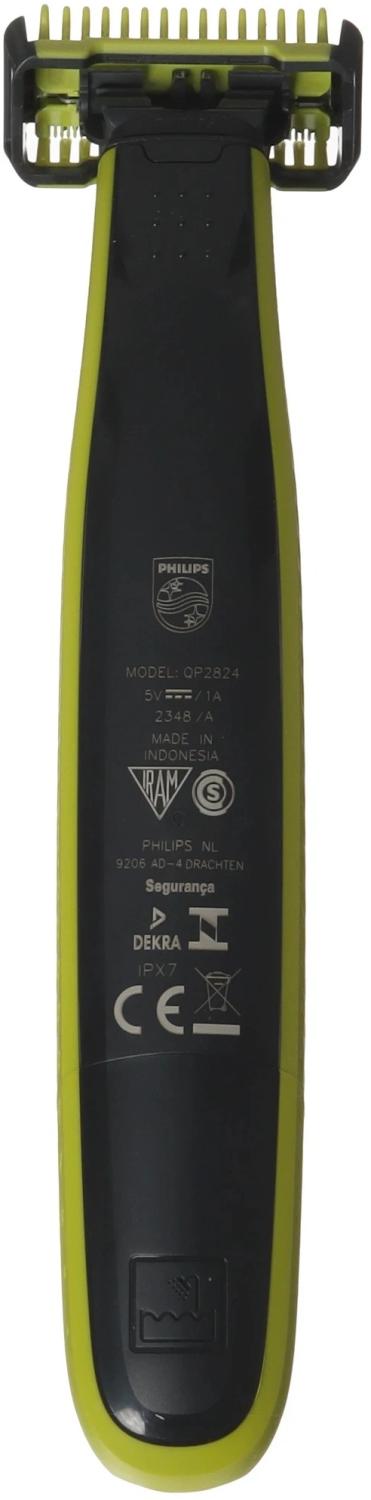 PHILIPS
MODEL: QP2824
5V⎓/1A
2348 /A
MADE IN
INDONESIA
IRAM S
PHILIPS NL
9206 AD-4 DRACHTEN
Segurança
DEKRA
IPX7
CE